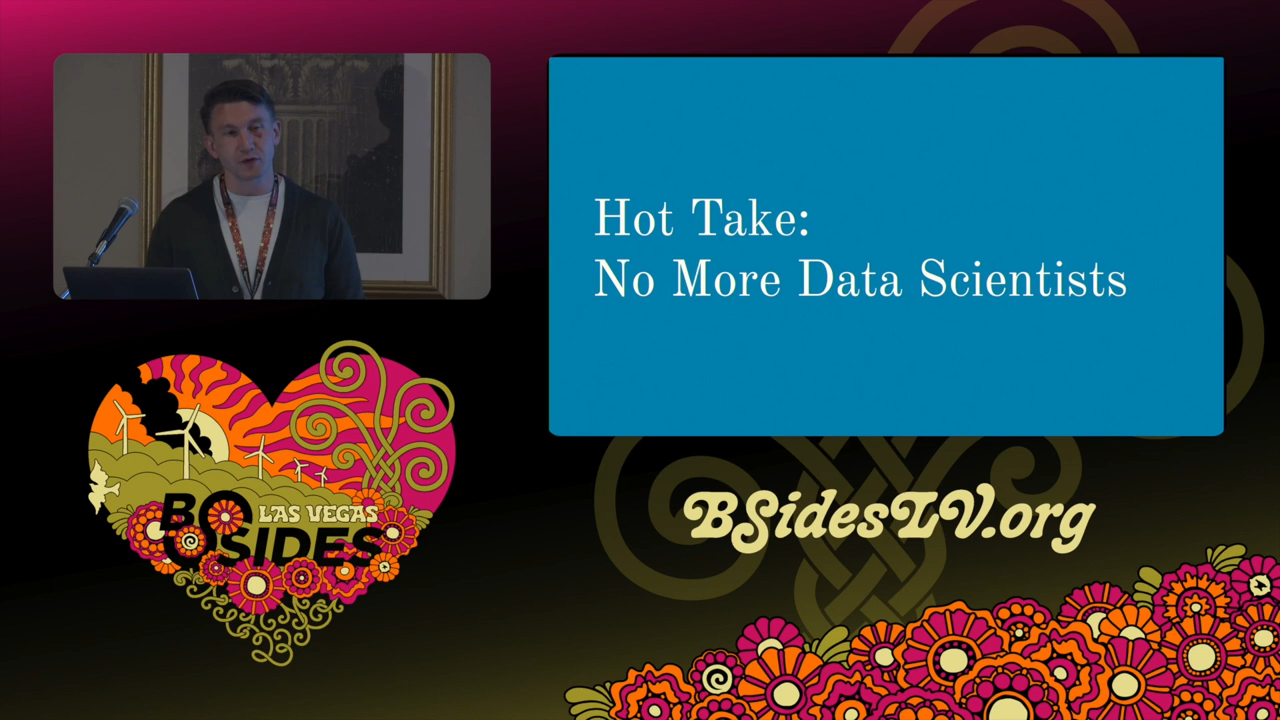 Hot Take:
No More Data Scientists
BSIDES
LAS VEGAS
BSidesLV.org